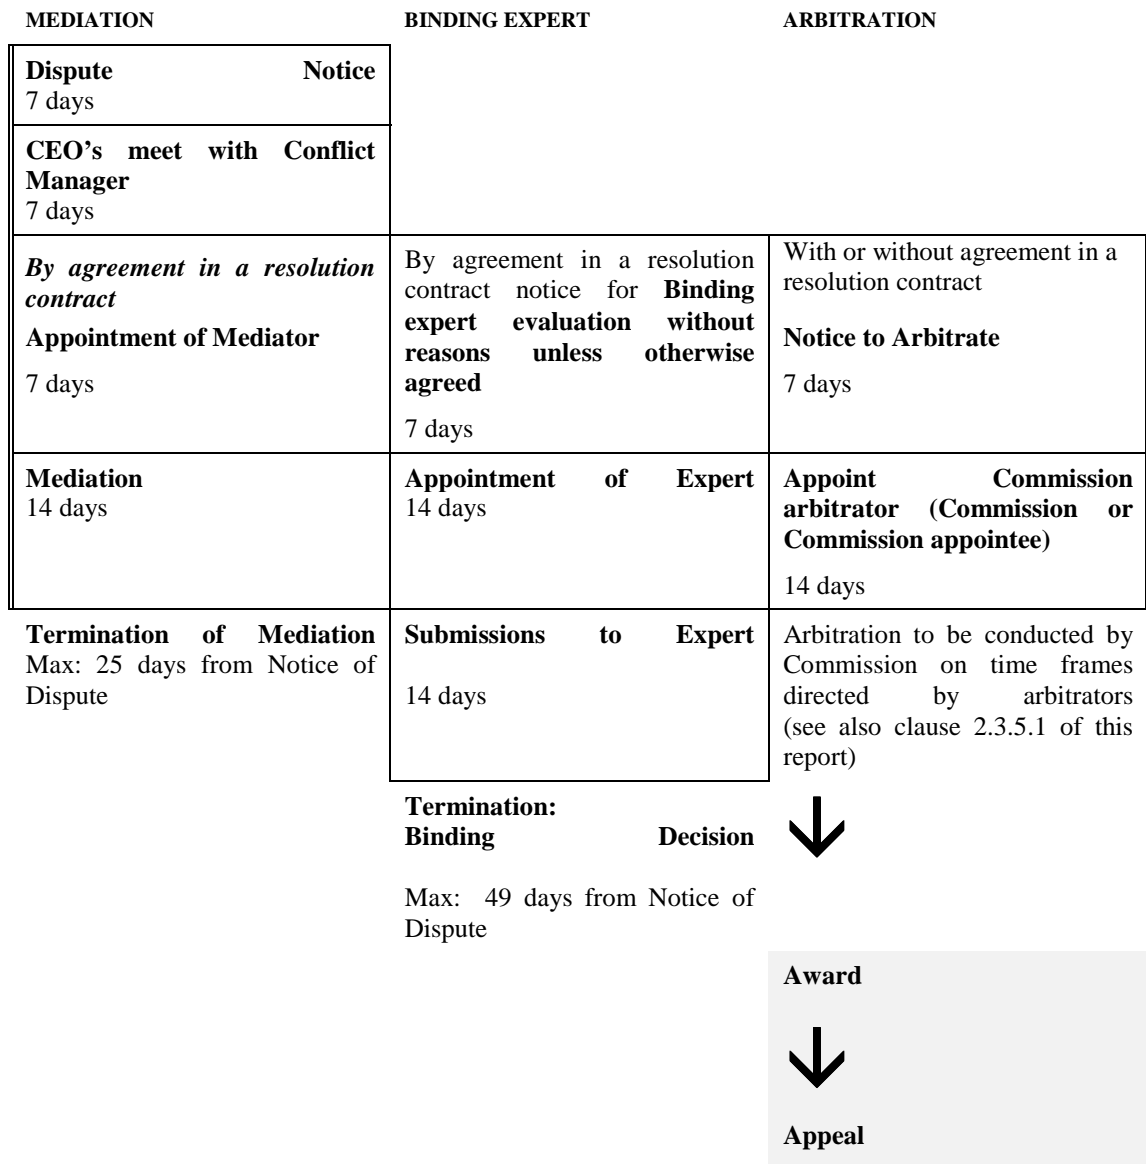 MEDIATION
BINDING EXPERT
ARBITRATION
Dispute Notice
7 days
CEO’s meet with Conflict
Manager
7 days
By agreement in a resolution
contract
Appointment of Mediator
7 days
By agreement in a resolution
contract notice for Binding
expert evaluation without
reasons unless otherwise
agreed
7 days
With or without agreement in a
resolution contract
Notice to Arbitrate
7 days
Mediation
14 days
Appointment of Expert
14 days
Appoint Commission
arbitrator (Commission or
Commission appointee)
14 days
Termination of Mediation
Max: 25 days from Notice of
Dispute
Submissions to Expert
14 days
Arbitration to be conducted by
Commission on time frames
directed by arbitrators
(see also clause 2.3.5.1 of this
report)
Termination:
Binding Decision
Max: 49 days from Notice of
Dispute
Award
Appeal